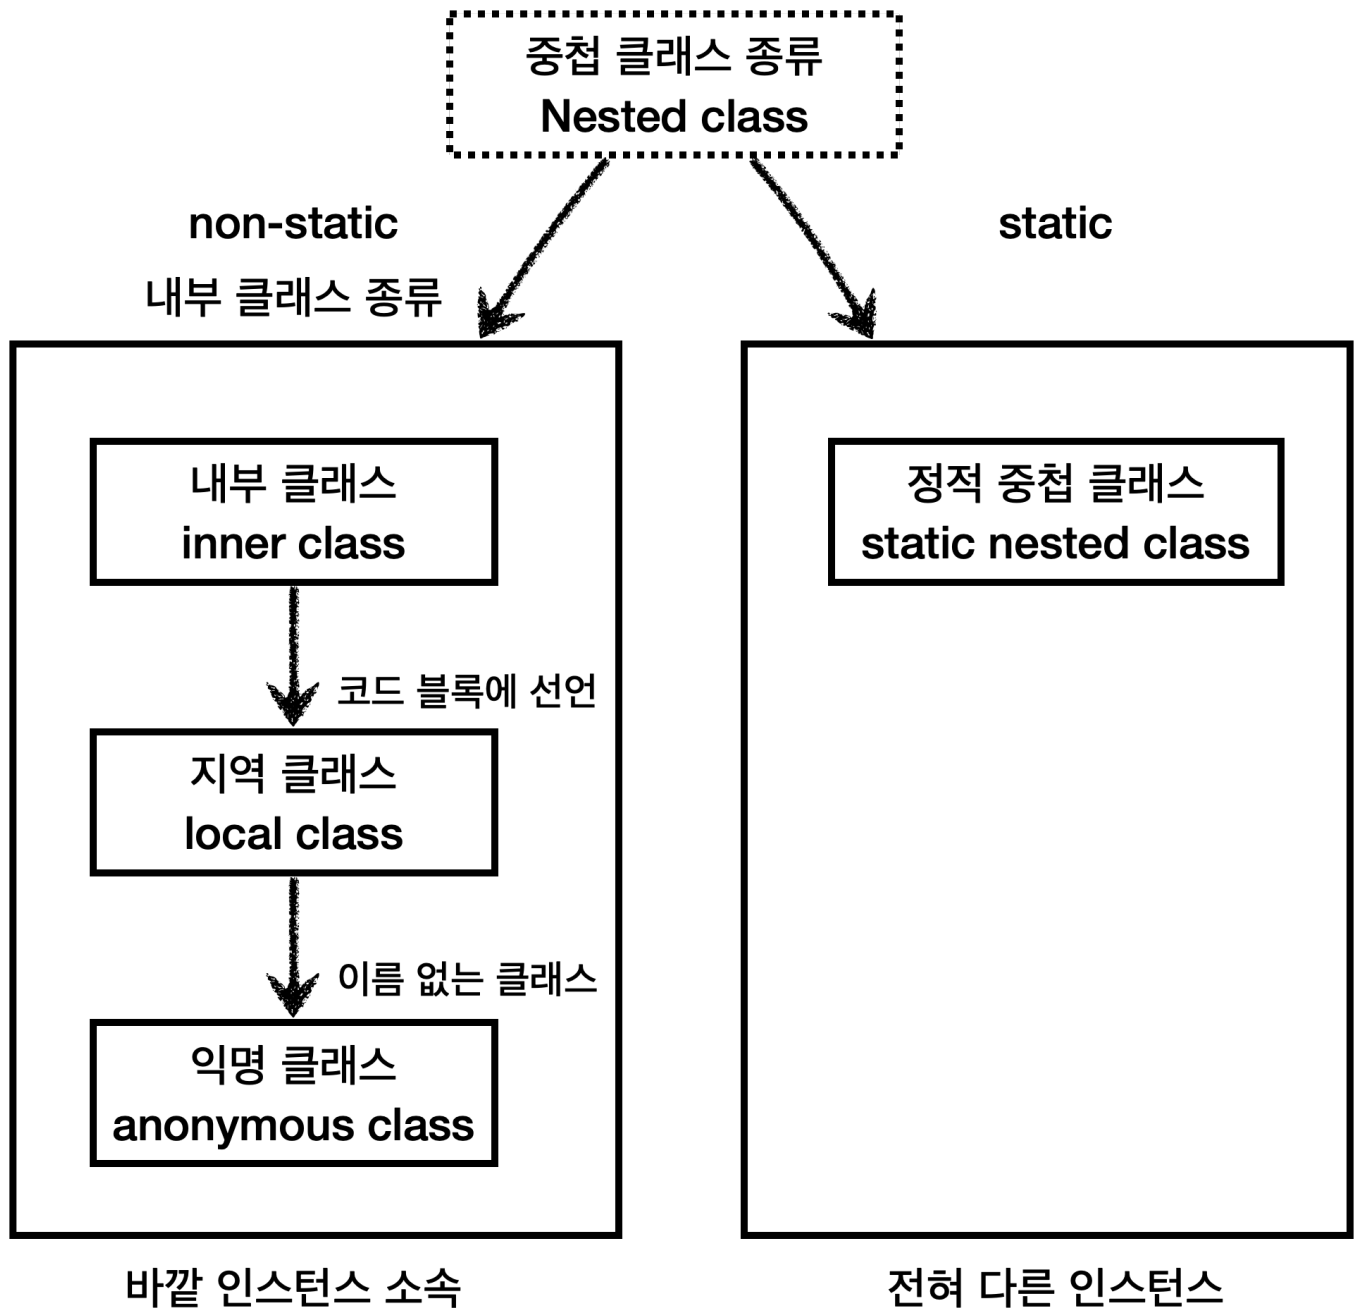 중첩 클래스 종류
Nested class
non-static
static
내부 클래스 종류
내부 클래스
inner class
코드 블록에 선언
지역 클래스
local class
이름 없는 클래스
익명 클래스
anonymous class
바깥 인스턴스 소속
정적 중첩 클래스
static nested class
전혀 다른 인스턴스